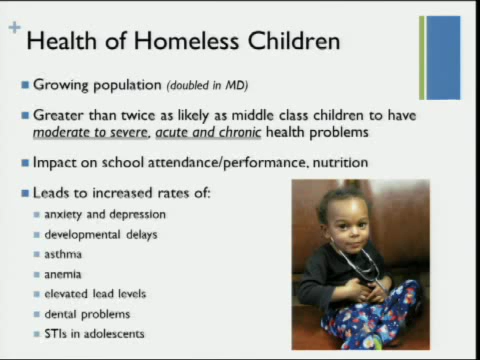 +
Health of Homeless Children
Growing population (doubled in MD)
Greater than twice as likely as middle class children to have
moderate to severe, acute and chronic health problems
Impact on school attendance/performance, nutrition
Leads to increased rates of:
anxiety and depression
developmental delays
asthma
anemia
elevated lead levels
dental problems
STIs in adolescents